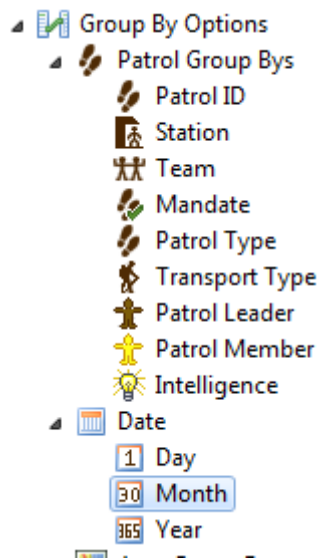 Group By Options
Patrol Group Bys
Patrol ID
Station
Team
Mandate
Patrol Type
Transport Type
Patrol Leader
Patrol Member
Intelligence
Date
1 Day
30 Month
365 Year